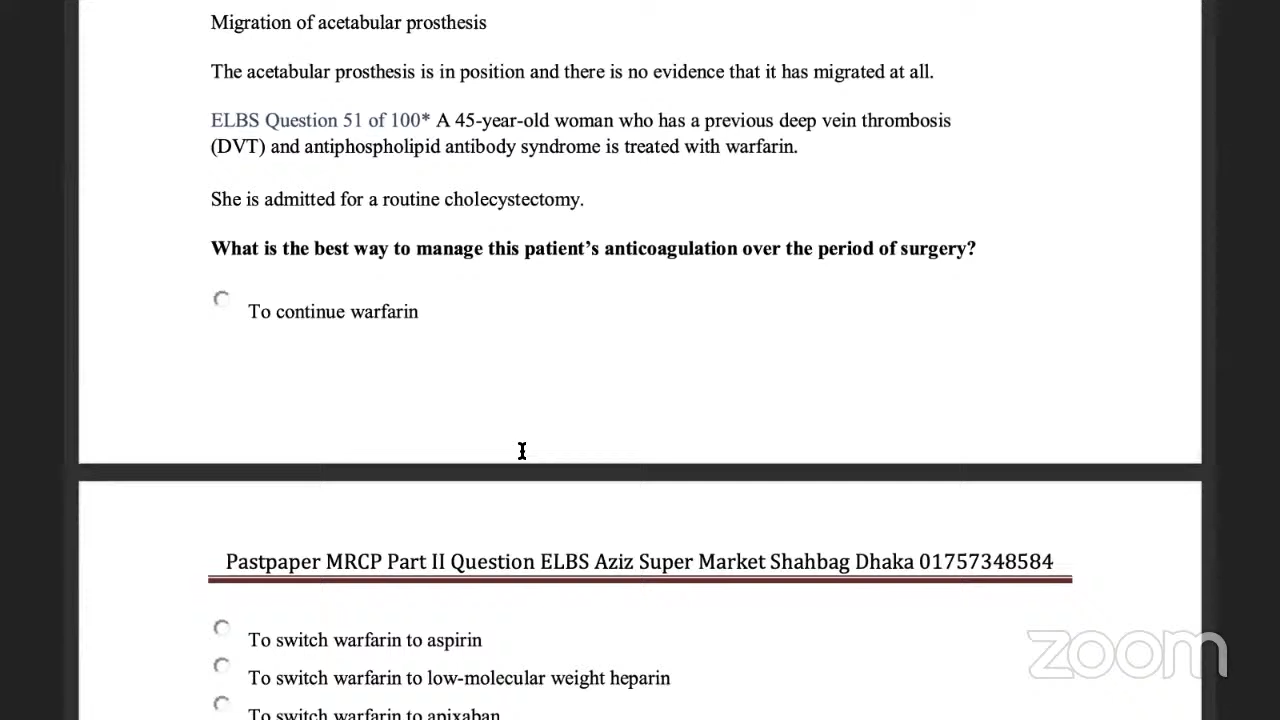 Migration of acetabular prosthesis
The acetabular prosthesis is in position and there is no evidence that it has migrated at all.
ELBS Question 51 of 100* A 45-year-old woman who has a previous deep vein thrombosis
(DVT) and antiphospholipid antibody syndrome is treated with warfarin.
She is admitted for a routine cholecystectomy.
What is the best way to manage this patient’s anticoagulation over the period of surgery?
To continue warfarin
Pastpaper MRCP Part II Question ELBS Aziz Super Market Shahbag Dhaka 01757348584
To switch warfarin to aspirin
To switch warfarin to low-molecular weight heparin
To switch warfarin to apixaban
zoom